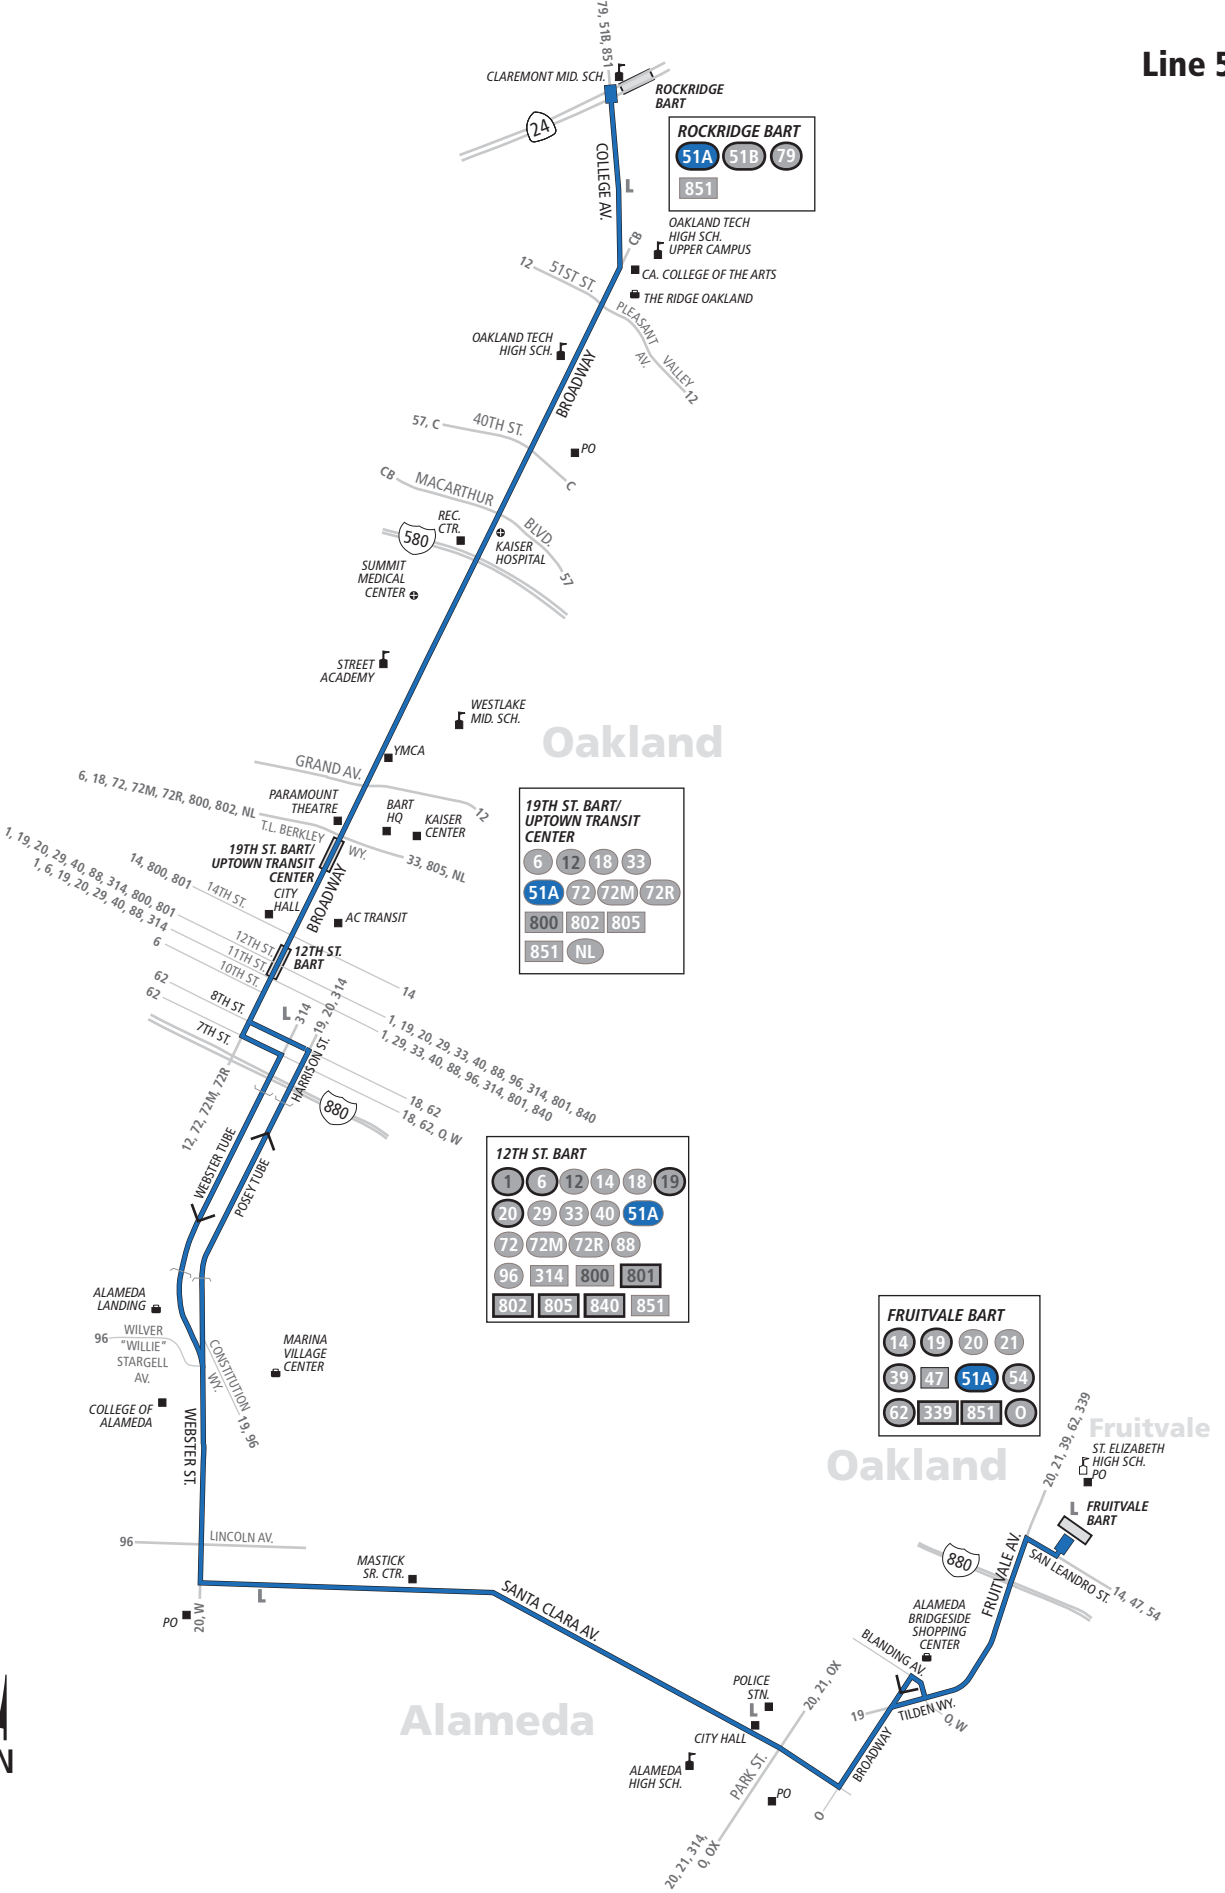 79, 51B, 851
Line 5
CLAREMONT MID. SCH.
ROCKRIDGE
BART
24
COLLEGE AV.
L
ROCKRIDGE BART
51A 51B 79
851
OAKLAND TECH
HIGH SCH.
UPPER CAMPUS
CB
CA. COLLEGE OF THE ARTS
THE RIDGE OAKLAND
12
51ST ST.
PLEASANT
VALLEY
AV.
12
OAKLAND TECH
HIGH SCH.
BROADWAY
57, C
40TH ST.
PO
C
CB
MACARTHUR
BLVD.
57
REC.
CTR.
580
KAISER
HOSPITAL
SUMMIT
MEDICAL
CENTER
STREET
ACADEMY
WESTLAKE
MID. SCH.
Oakland
YMCA
GRAND AV.
12
6, 18, 72, 72M, 72R, 800, 802, NL
PARAMOUNT
THEATRE
BART
HQ
KAISER
CENTER
T.L. BERKLEY
WY.
33, 805, NL
19TH ST. BART/
UPTOWN TRANSIT
CENTER
BROADWAY
19TH ST. BART/
UPTOWN TRANSIT
CENTER
6 12 18 33
51A 72 72M 72R
800 802 805
851 NL
14, 800, 801
14TH ST.
14
CITY
HALL
AC TRANSIT
1, 19, 20, 29, 40, 88, 314, 800, 801
12TH ST.
1, 6, 19, 20, 29, 40, 88, 314
11TH ST.
12TH ST.
BART
6
10TH ST.
1, 19, 20, 29, 33, 40, 88, 96, 314, 801, 840
1, 29, 33, 40, 88, 96, 314, 801, 840
62
8TH ST.
62
7TH ST.
L
314
19, 20, 314
HARRISON ST.
18, 62
18, 62, O, W
12, 72, 72M, 72R
880
WEBSTER TUBE
POSEY TUBE
12TH ST. BART
1 6 12 14 18 19
20 29 33 40 51A
72 72M 72R 88
96 314 800 801
802 805 840 851
ALAMEDA
LANDING
96
WILVER
"WILLIE"
STARGELL
AV.
CONSTITUTION
WY.
19, 96
MARINA
VILLAGE
CENTER
COLLEGE OF
ALAMEDA
WEBSTER ST.
96
LINCOLN AV.
MASTICK
SR. CTR.
L
PO
20, W
SANTA CLARA AV.
FRUITVALE BART
14 19 20 21
39 47 51A 54
62 339 851 O
Oakland
Fruitvale
20, 21, 39, 62, 339
ST. ELIZABETH
HIGH SCH.
PO
L
FRUITVALE
BART
SAN LEANDRO ST.
14, 47, 54
FRUITVALE AV.
880
ALAMEDA
BRIDGESIDE
SHOPPING
CENTER
BLANDING AV.
19
TILDEN WY.
O, W
BROADWAY
O
Alameda
POLICE
STN.
L
CITY HALL
20, 21, OX
ALAMEDA
HIGH SCH.
PARK ST.
PO
20, 21, 314,
O, OX
N